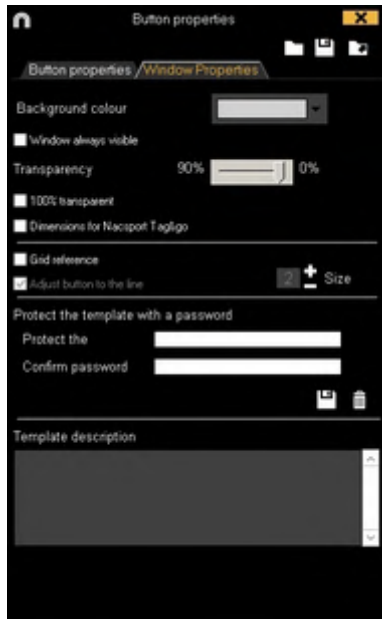 Button properties
Button properties Window Properties
Background colour
Window always visible
Transparency 90% 0%
100% transparent
Dimensions for Nacsport Tag&go
Grid reference
Adjust button to the line 2 Size
Protect the template with a password
Protect the
Confirm password
Template description